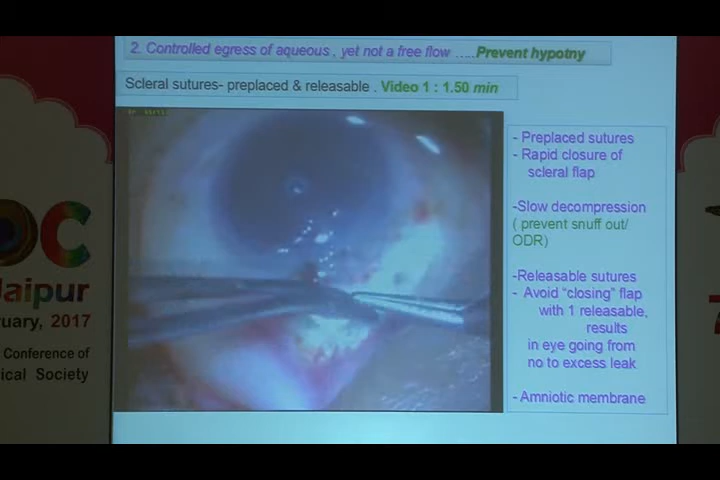 2. Controlled egress of aqueous , yet not a free flow …..Prevent hypotny
Scleral sutures- preplaced & releasable . Video 1 : 1.50 min
- Preplaced sutures
- Rapid closure of
scleral flap
-Slow decompression
( prevent snuff out/
ODR)
-Releasable sutures
- Avoid “closing” flap
with 1 releasable,
results
in eye going from
no to excess leak
- Amniotic membrane
OC
Jaipur
ruary, 2017
Conference of
ical Society